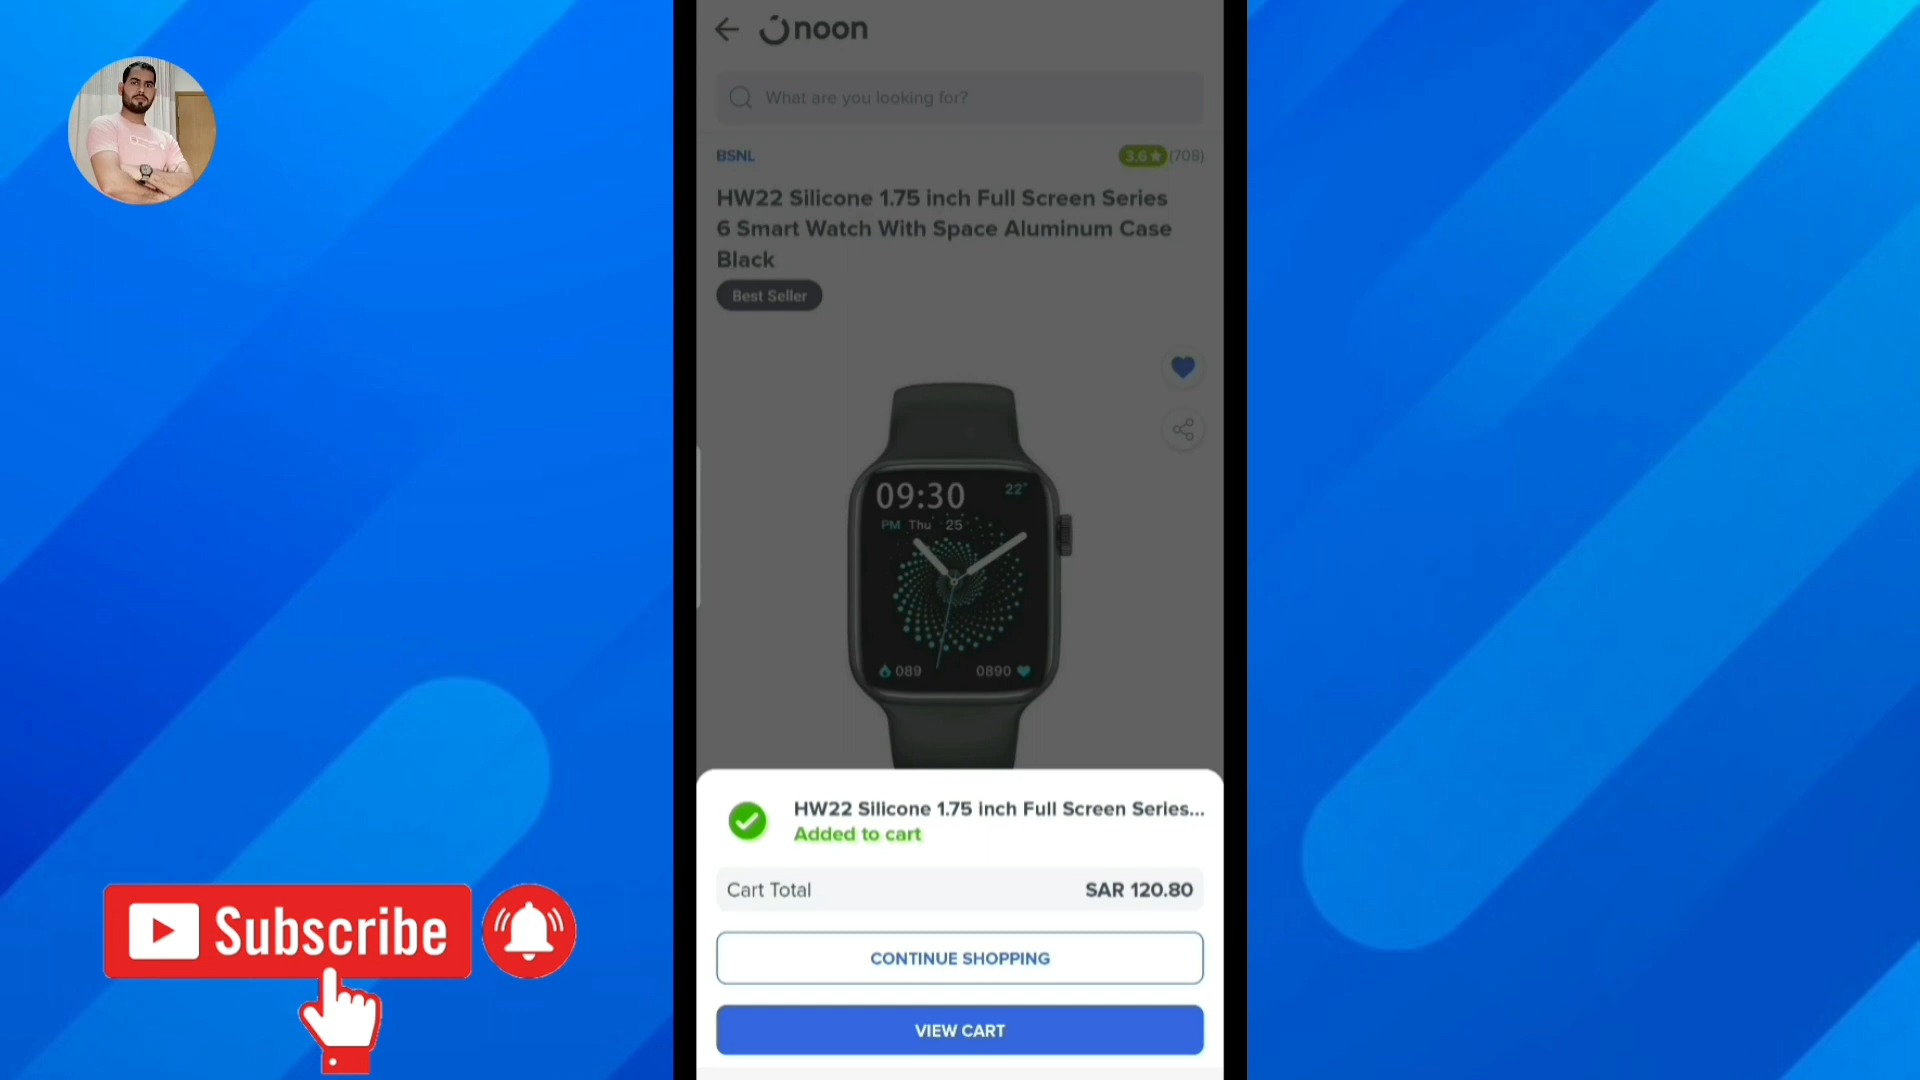 noon
What are you looking for?
BSNL
3.6★ (708)
HW22 Silicone 1.75 inch Full Screen Series
6 Smart Watch With Space Aluminum Case
Black
Best Seller
09:30
22°
PM Thu 25
089
0890
HW22 Silicone 1.75 inch Full Screen Series...
Added to cart
Cart Total
SAR 120.80
CONTINUE SHOPPING
VIEW CART
Subscribe